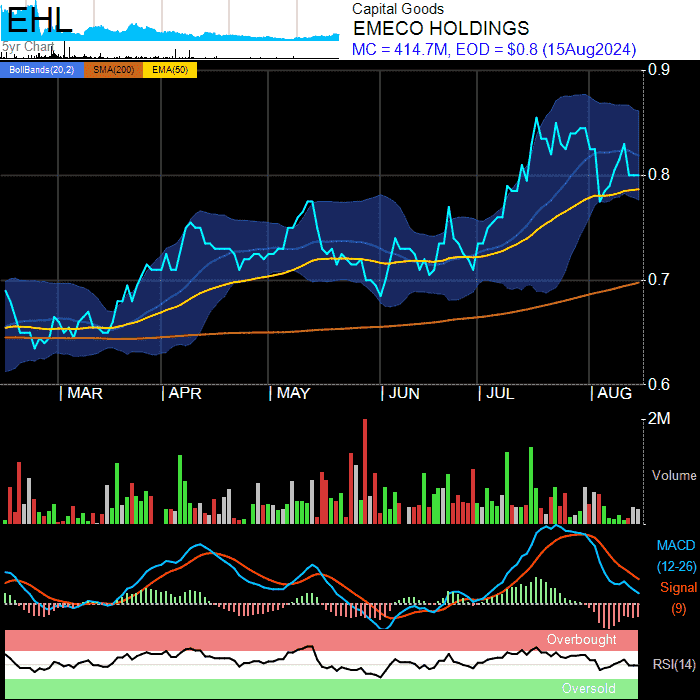 EHL
5yr Chart
Capital Goods
EMECO HOLDINGS
MC = 414.7M, EOD = $0.8 (15Aug2024)
BollBands(20,2) SMA(200) EMA(50)
0.9
0.8
0.7
0.6
MAR APR MAY JUN JUL AUG
2M
Volume
MACD
(12-26)
Signal
(9)
Overbought
RSI(14)
Oversold